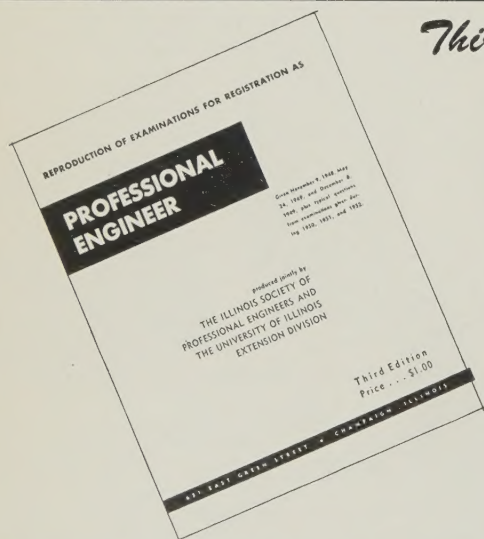 Thi
REPRODUCTION OF EXAMINATIONS FOR REGISTRATION AS
PROFESSIONAL
ENGINEER
Given November 9, 1948, May
24, 1949, and December 8,
1949, plus typical questions
from examinations given dur-
ing 1950, 1951, and 1952.
produced jointly by
THE ILLINOIS SOCIETY OF
PROFESSIONAL ENGINEERS AND
THE UNIVERSITY OF ILLINOIS
EXTENSION DIVISION
Third Edition
Price . . . $1.00
631 EAST GREEN STREET • CHAMPAIGN, ILLINOIS